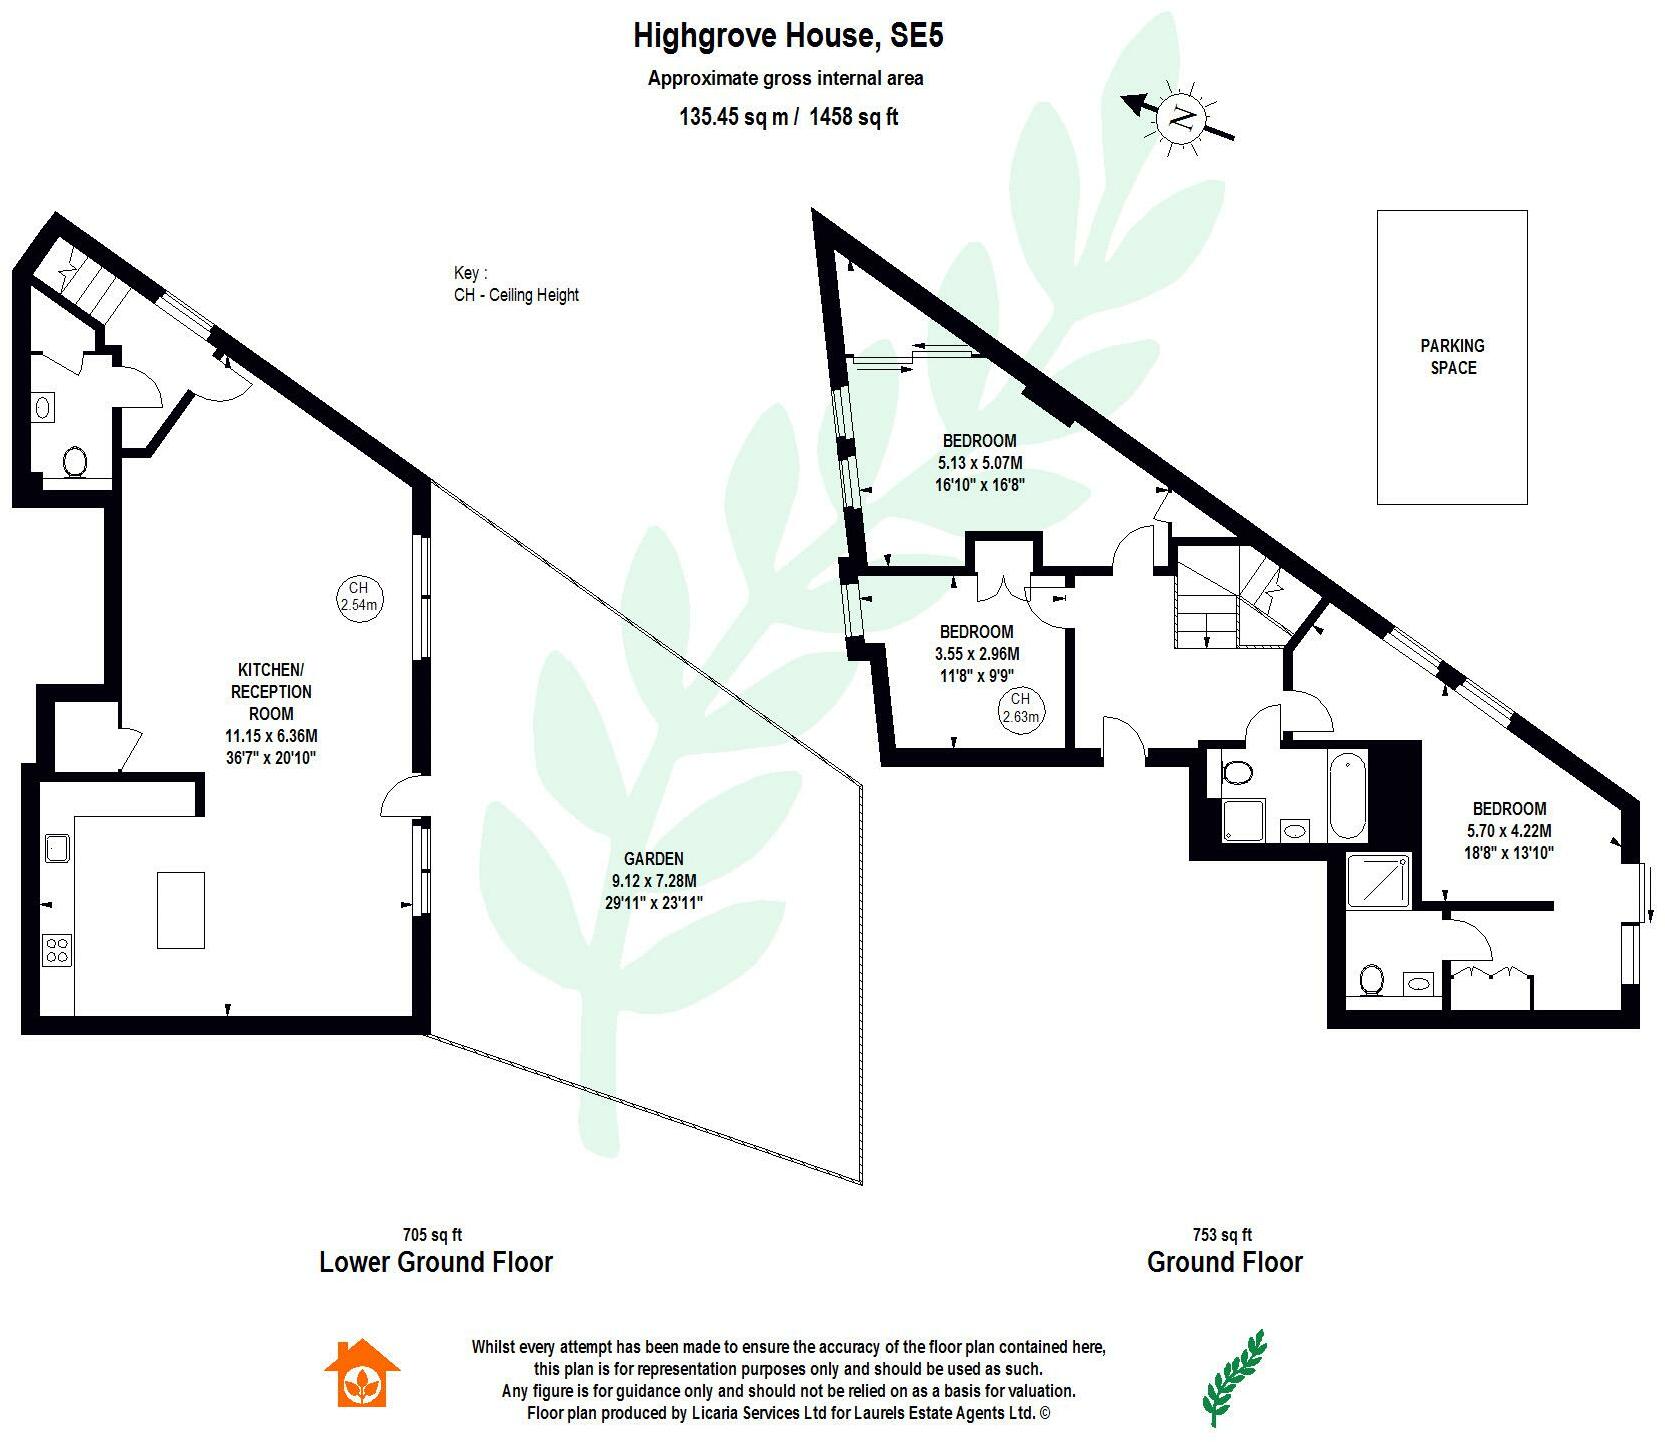 Highgrove House, SE5
Approximate gross internal area
135.45 sq m / 1458 sq ft
N
Key :
CH - Ceiling Height
PARKING
SPACE
BEDROOM
5.13 x 5.07M
16'10" x 16'8"
CH
2.54m
BEDROOM
3.55 x 2.96M
11'8" x 9'9"
CH
2.63m
KITCHEN/
RECEPTION
ROOM
11.15 x 6.36M
36'7" x 20'10"
BEDROOM
5.70 x 4.22M
18'8" x 13'10"
GARDEN
9.12 x 7.28M
29'11" x 23'11"
705 sq ft
Lower Ground Floor
753 sq ft
Ground Floor
Whilst every attempt has been made to ensure the accuracy of the floor plan contained here,
this plan is for representation purposes only and should be used as such.
Any figure is for guidance only and should not be relied on as a basis for valuation.
Floor plan produced by Licaria Services Ltd for Laurels Estate Agents Ltd. ©